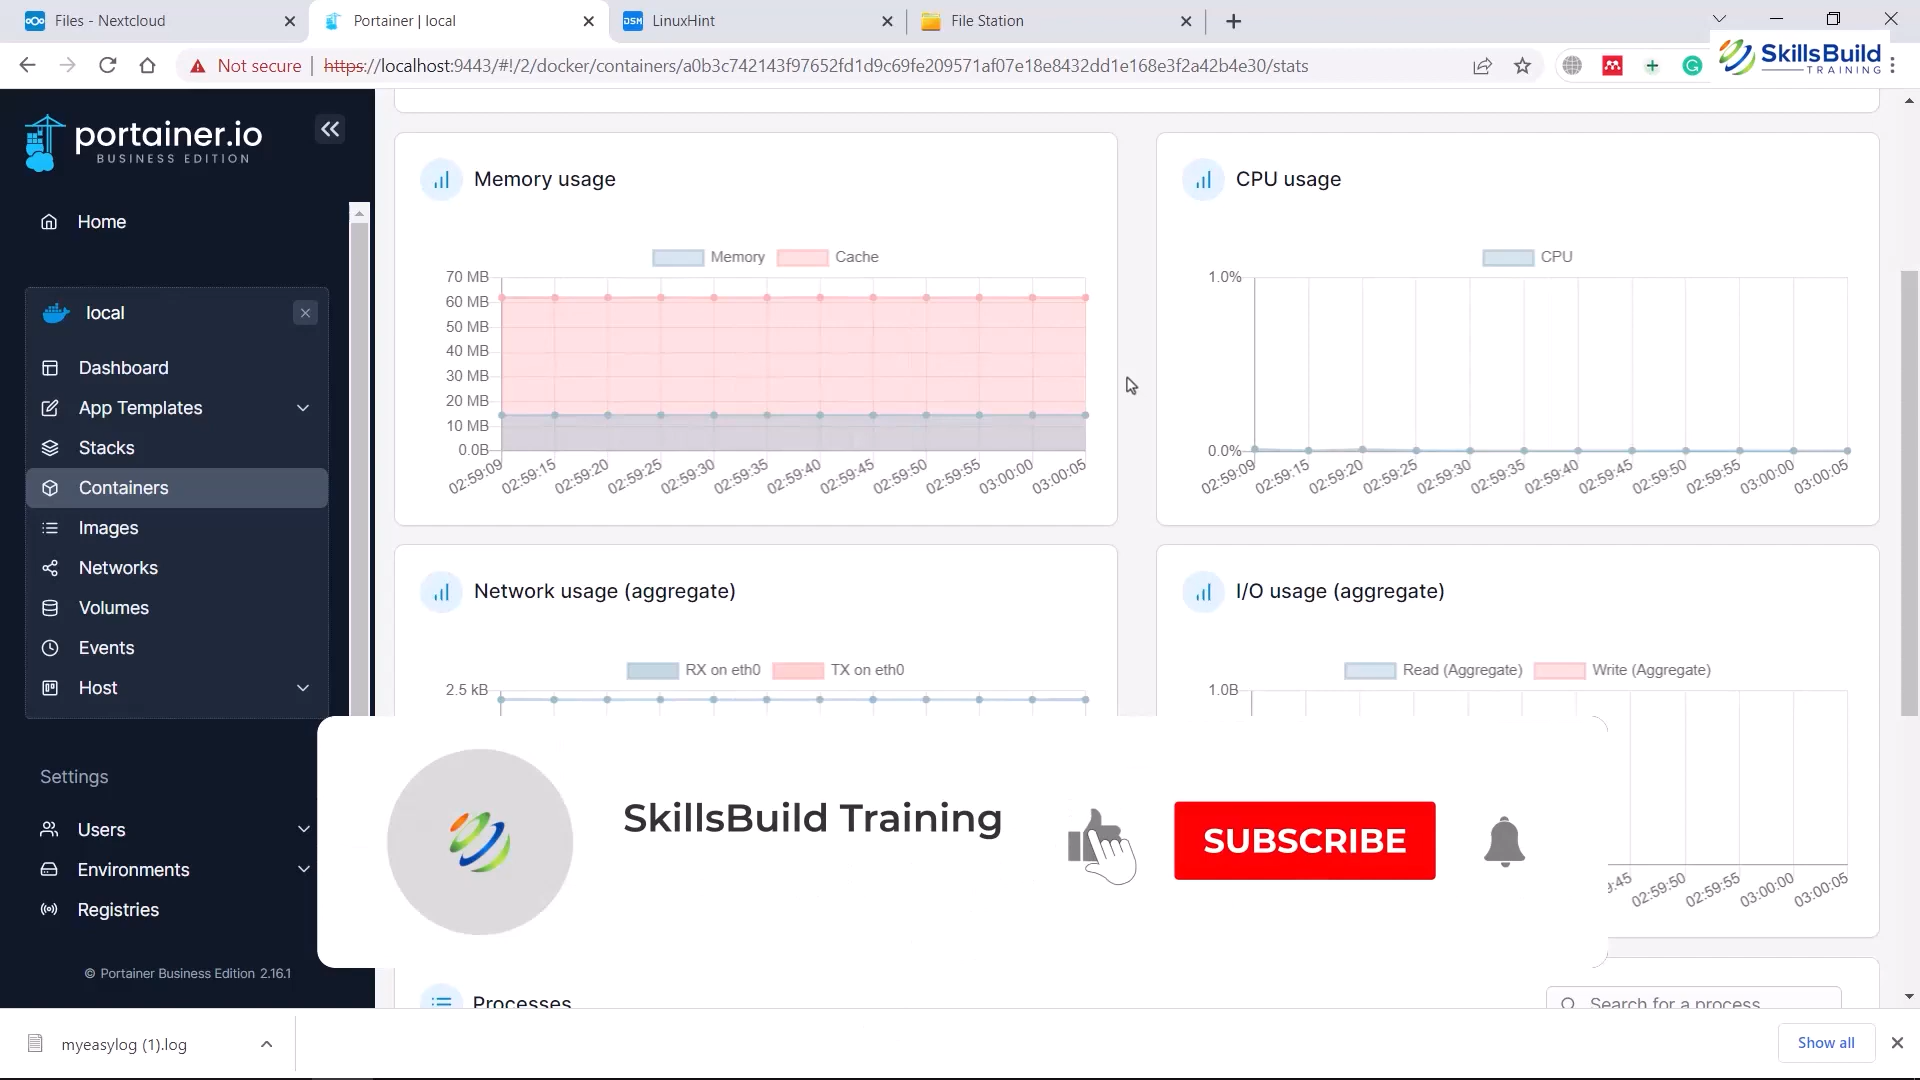 Files - Nextcloud
Portainer | local
LinuxHint
File Station
Not secure
https://localhost:9443/#!/2/docker/containers/a0b3c742143f97652fd1d9c69fe209571af07e18e8432dd1e168e3f2a42b4e30/stats
SkillsBuild
TRAINING
portainer.io
BUSINESS EDITION
Home
local
Dashboard
App Templates
Stacks
Containers
Images
Networks
Volumes
Events
Host
Settings
Users
Environments
Registries
© Portainer Business Edition 2.16.1
Memory usage
Memory Cache
70 MB
60 MB
50 MB
40 MB
30 MB
20 MB
10 MB
0.0B
02:59:09 02:59:15 02:59:20 02:59:25 02:59:30 02:59:35 02:59:40 02:59:45 02:59:50 02:59:55 03:00:00 03:00:05
CPU usage
CPU
1.0%
0.0%
02:59:09 02:59:15 02:59:20 02:59:25 02:59:30 02:59:35 02:59:40 02:59:45 02:59:50 02:59:55 03:00:00 03:00:05
Network usage (aggregate)
RX on eth0 TX on eth0
2.5 kB
I/O usage (aggregate)
Read (Aggregate) Write (Aggregate)
1.0B
02:59:50 02:59:55 03:00:00 03:00:05
SkillsBuild Training
SUBSCRIBE
Processes
Search for a process
myeasylog (1).log
Show all